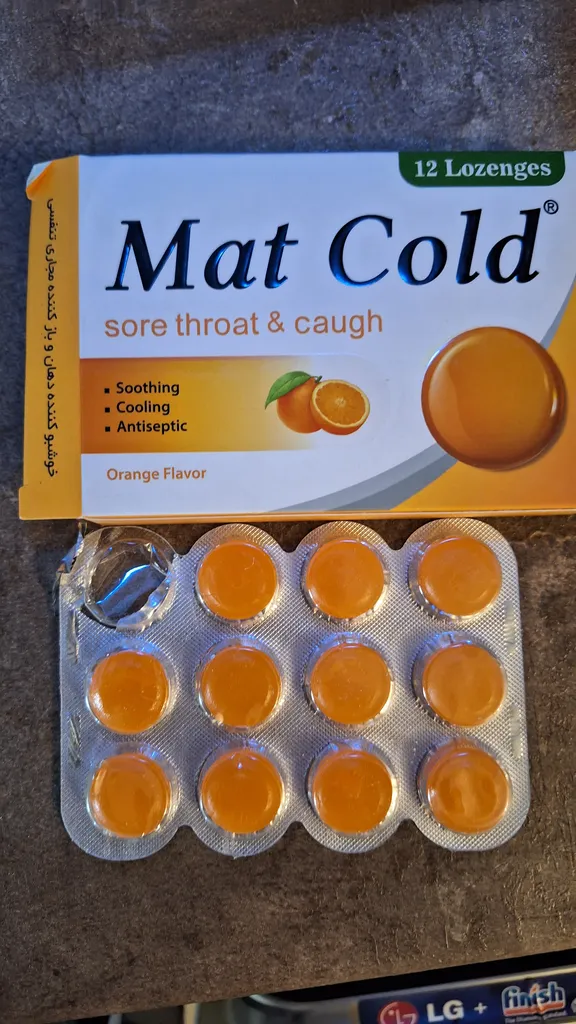 12 Lozenges
Mat Cold®
sore throat & caugh
▪ Soothing
▪ Cooling
▪ Antiseptic
Orange Flavor
خوشبو کننده دهان و باز کننده مجاری تنفسی
LG + finish